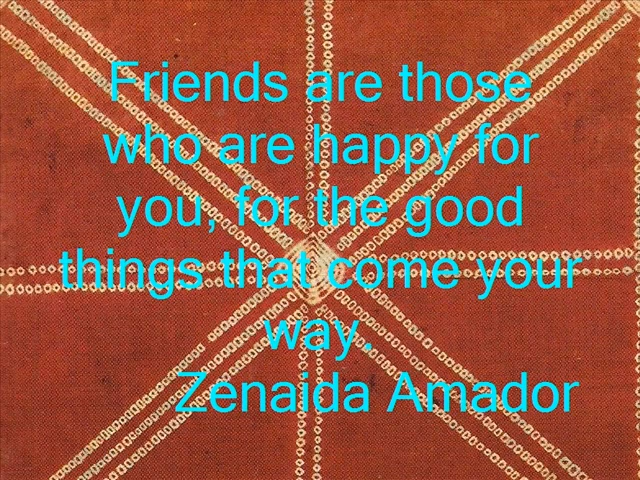 Friends are those
who are happy for
you, for the good
things that come your
way.
Zenaida Amador